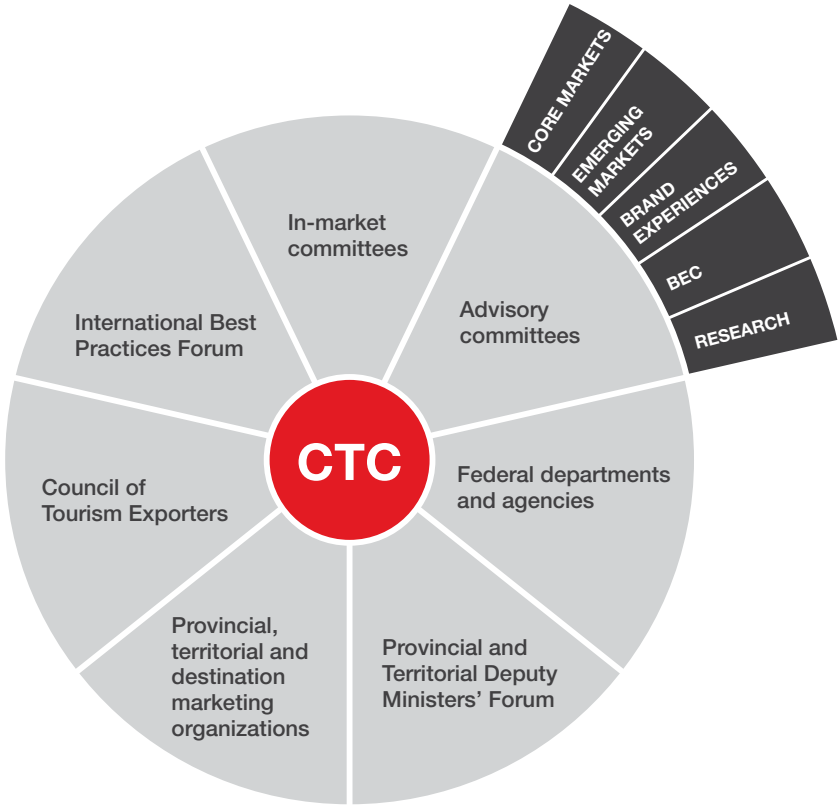 CORE MARKETS
EMERGING
MARKETS
BRAND
EXPERIENCES
BEC
RESEARCH
In-market
committees
Advisory
committees
International Best
Practices Forum
CTC
Federal departments
and agencies
Council of
Tourism Exporters
Provincial,
territorial and
destination
marketing
organizations
Provincial and
Territorial Deputy
Ministers’ Forum